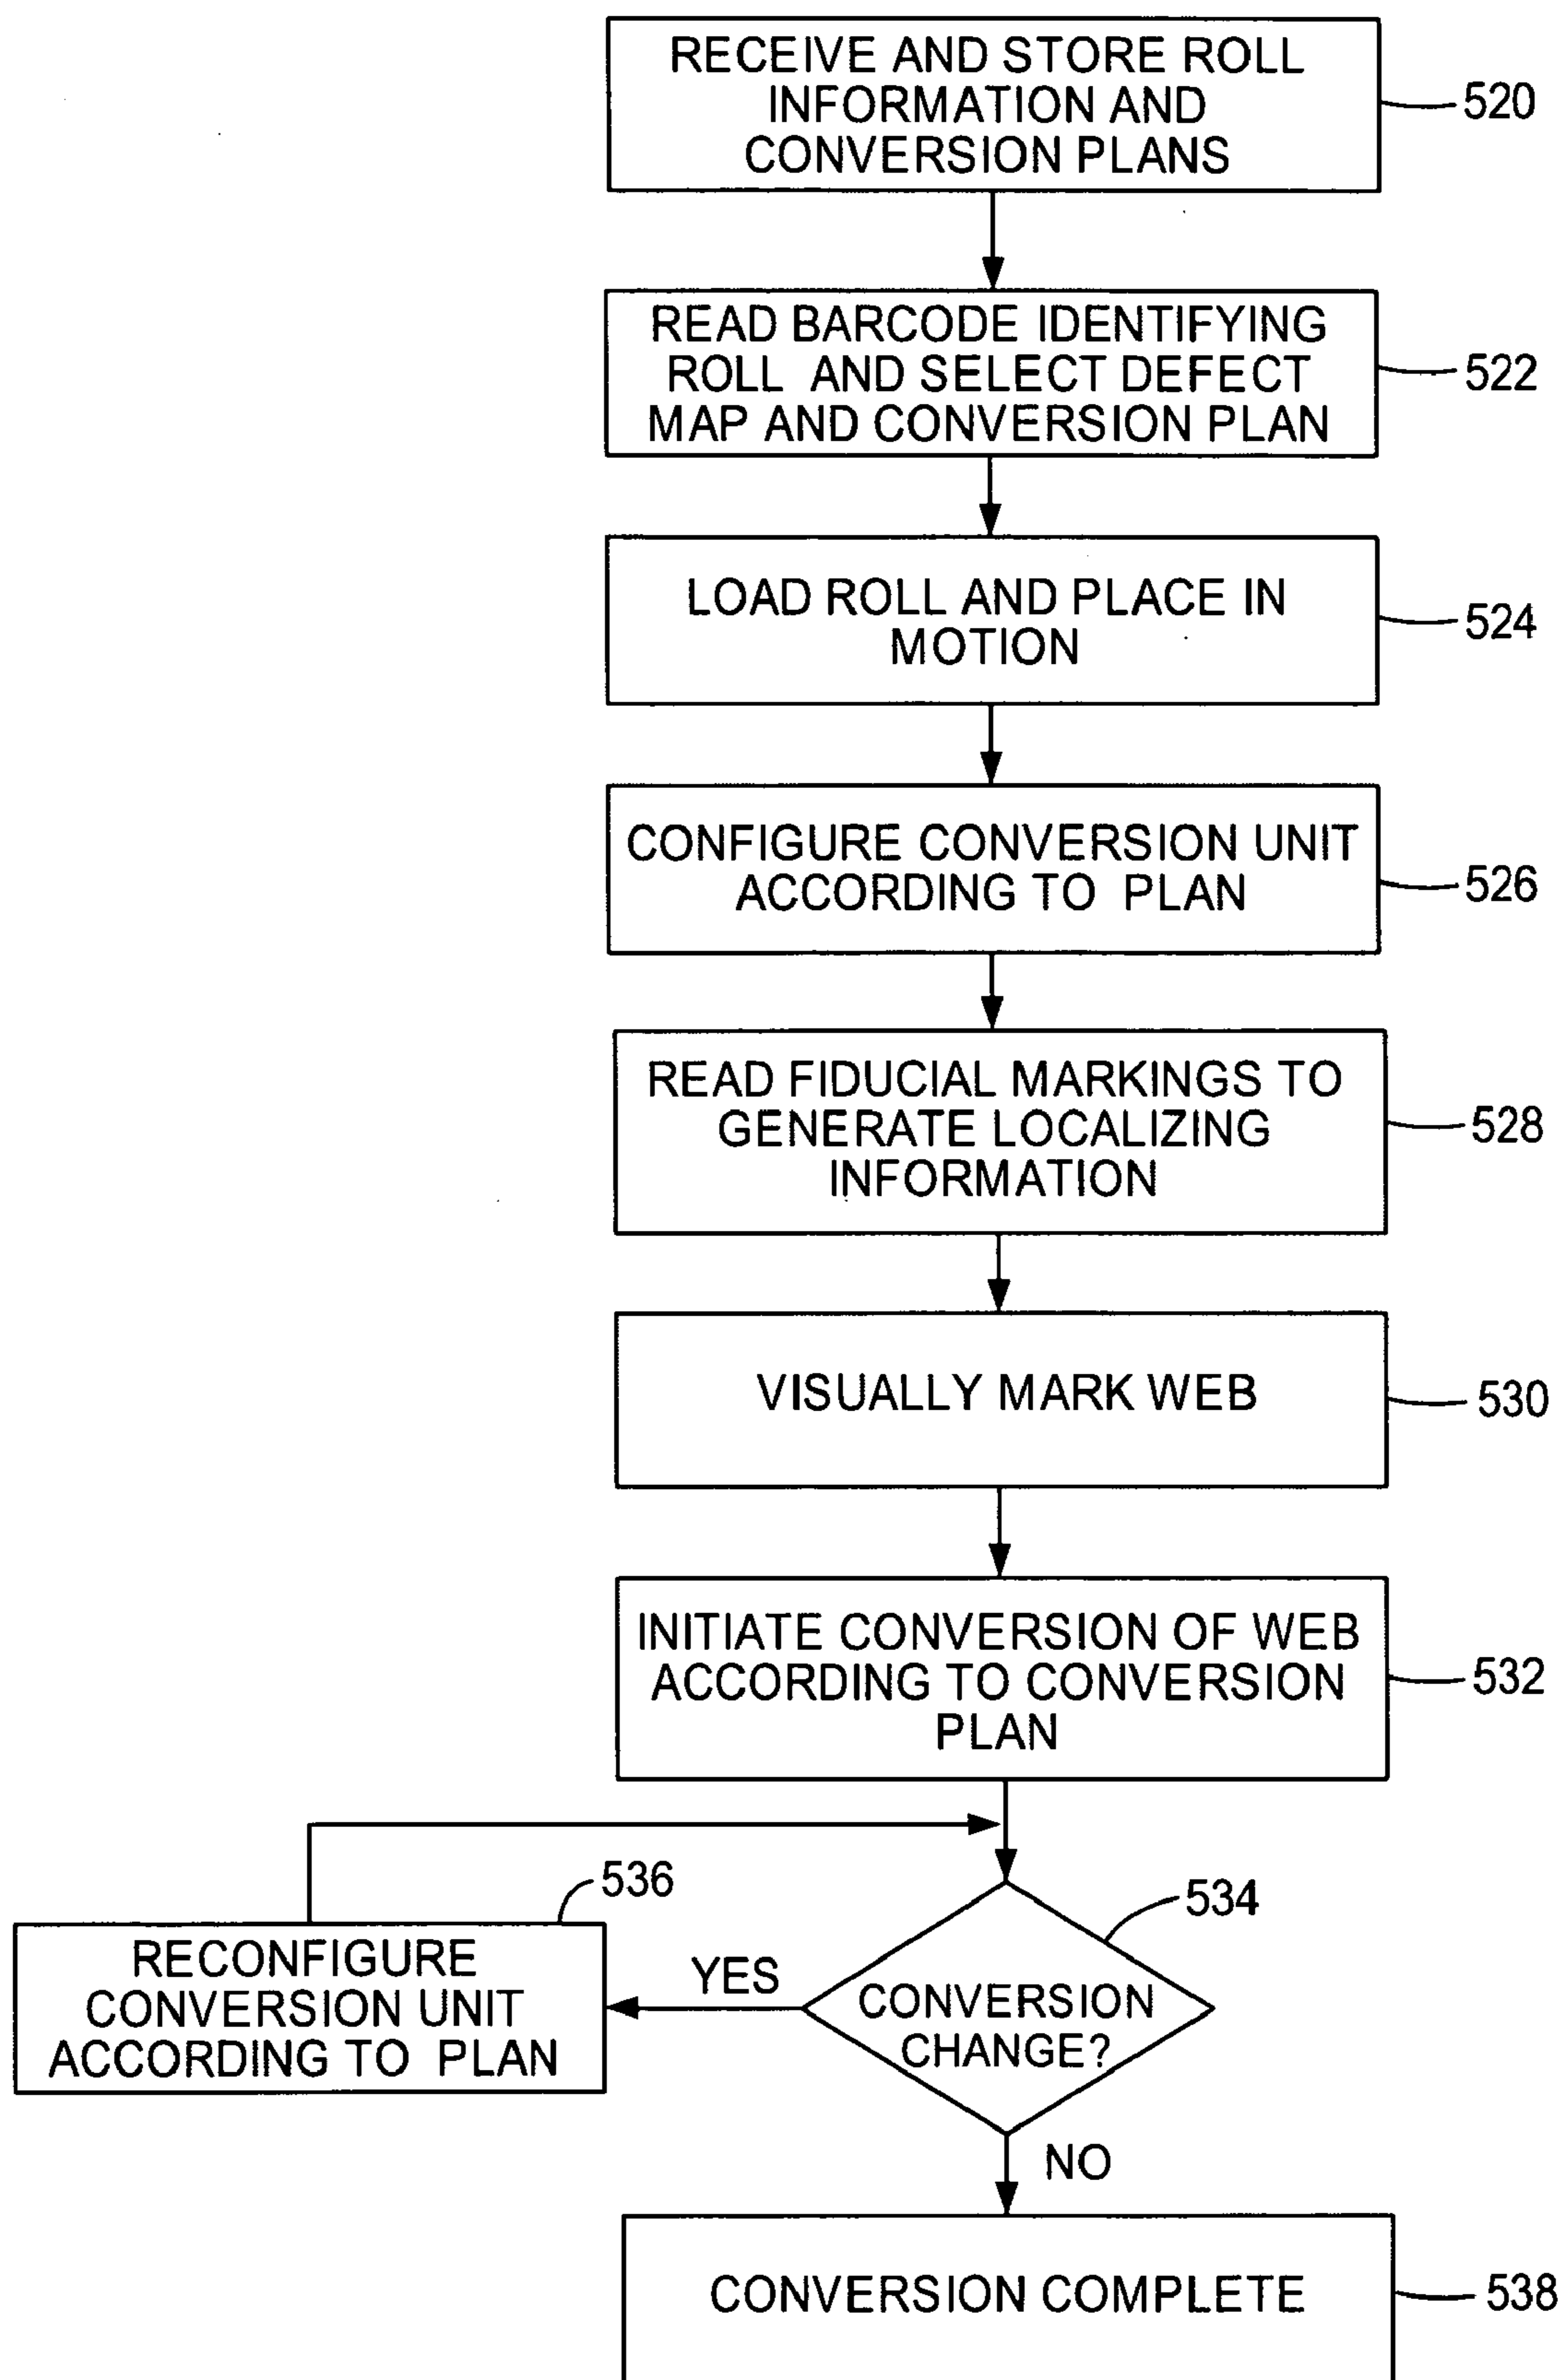 RECEIVE AND STORE ROLL
INFORMATION AND
CONVERSION PLANS
520
READ BARCODE IDENTIFYING
ROLL AND SELECT DEFECT
MAP AND CONVERSION PLAN
522
LOAD ROLL AND PLACE IN
MOTION
524
CONFIGURE CONVERSION UNIT
ACCORDING TO PLAN
526
READ FIDUCIAL MARKINGS TO
GENERATE LOCALIZING
INFORMATION
528
VISUALLY MARK WEB
530
INITIATE CONVERSION OF WEB
ACCORDING TO CONVERSION
PLAN
532
536
RECONFIGURE
CONVERSION UNIT
ACCORDING TO PLAN
YES
534
CONVERSION
CHANGE?
NO
CONVERSION COMPLETE
538